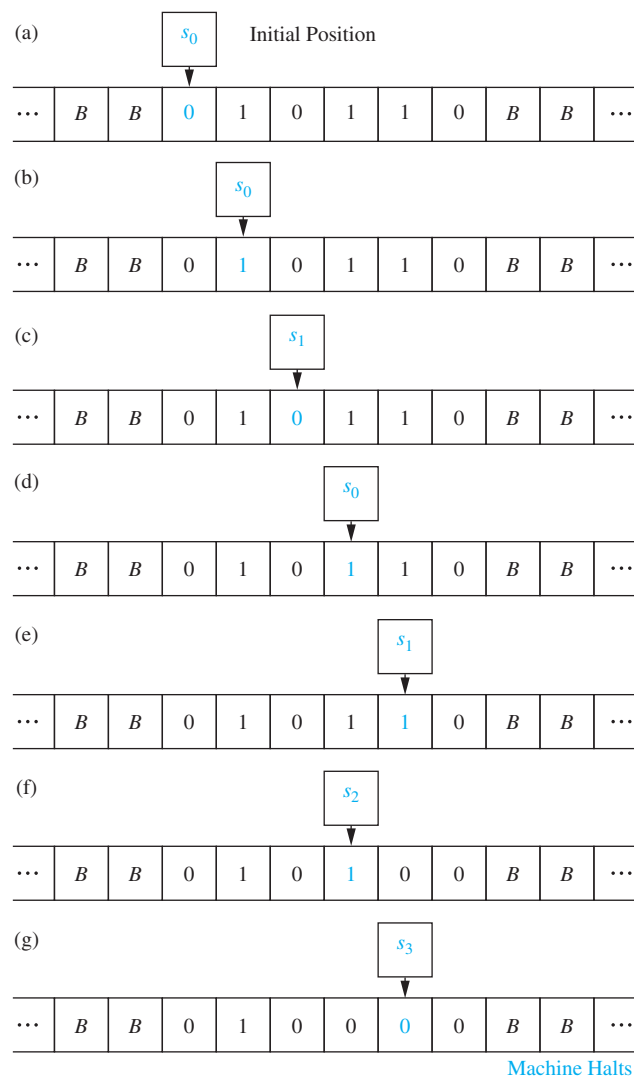 (a) s₀ Initial Position
··· B B 0 1 0 1 1 0 B B ···
(b) s₀
··· B B 0 1 0 1 1 0 B B ···
(c) s₁
··· B B 0 1 0 1 1 0 B B ···
(d) s₀
··· B B 0 1 0 1 1 0 B B ···
(e) s₁
··· B B 0 1 0 1 1 0 B B ···
(f) s₂
··· B B 0 1 0 1 0 0 B B ···
(g) s₃
··· B B 0 1 0 0 0 0 B B ···
Machine Halts